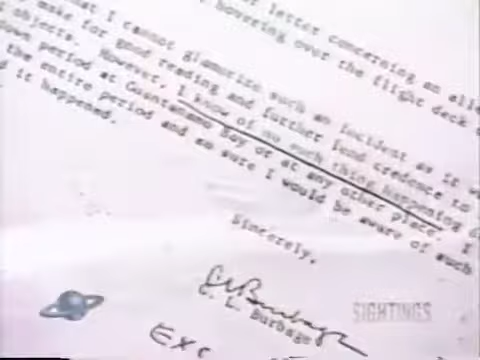 of letter concerning an
hovering over the flight deck
that I cannot glamorize such an incident as it
make for good reading and further lend credence to
objects. However, I know of no such thing happening
down period at Guantanamo Bay or at any other place. I
the entire period and so sure I would be aware of such
it happened.
Sincerely,
L. Burbage
EXC
SIGHTINGS